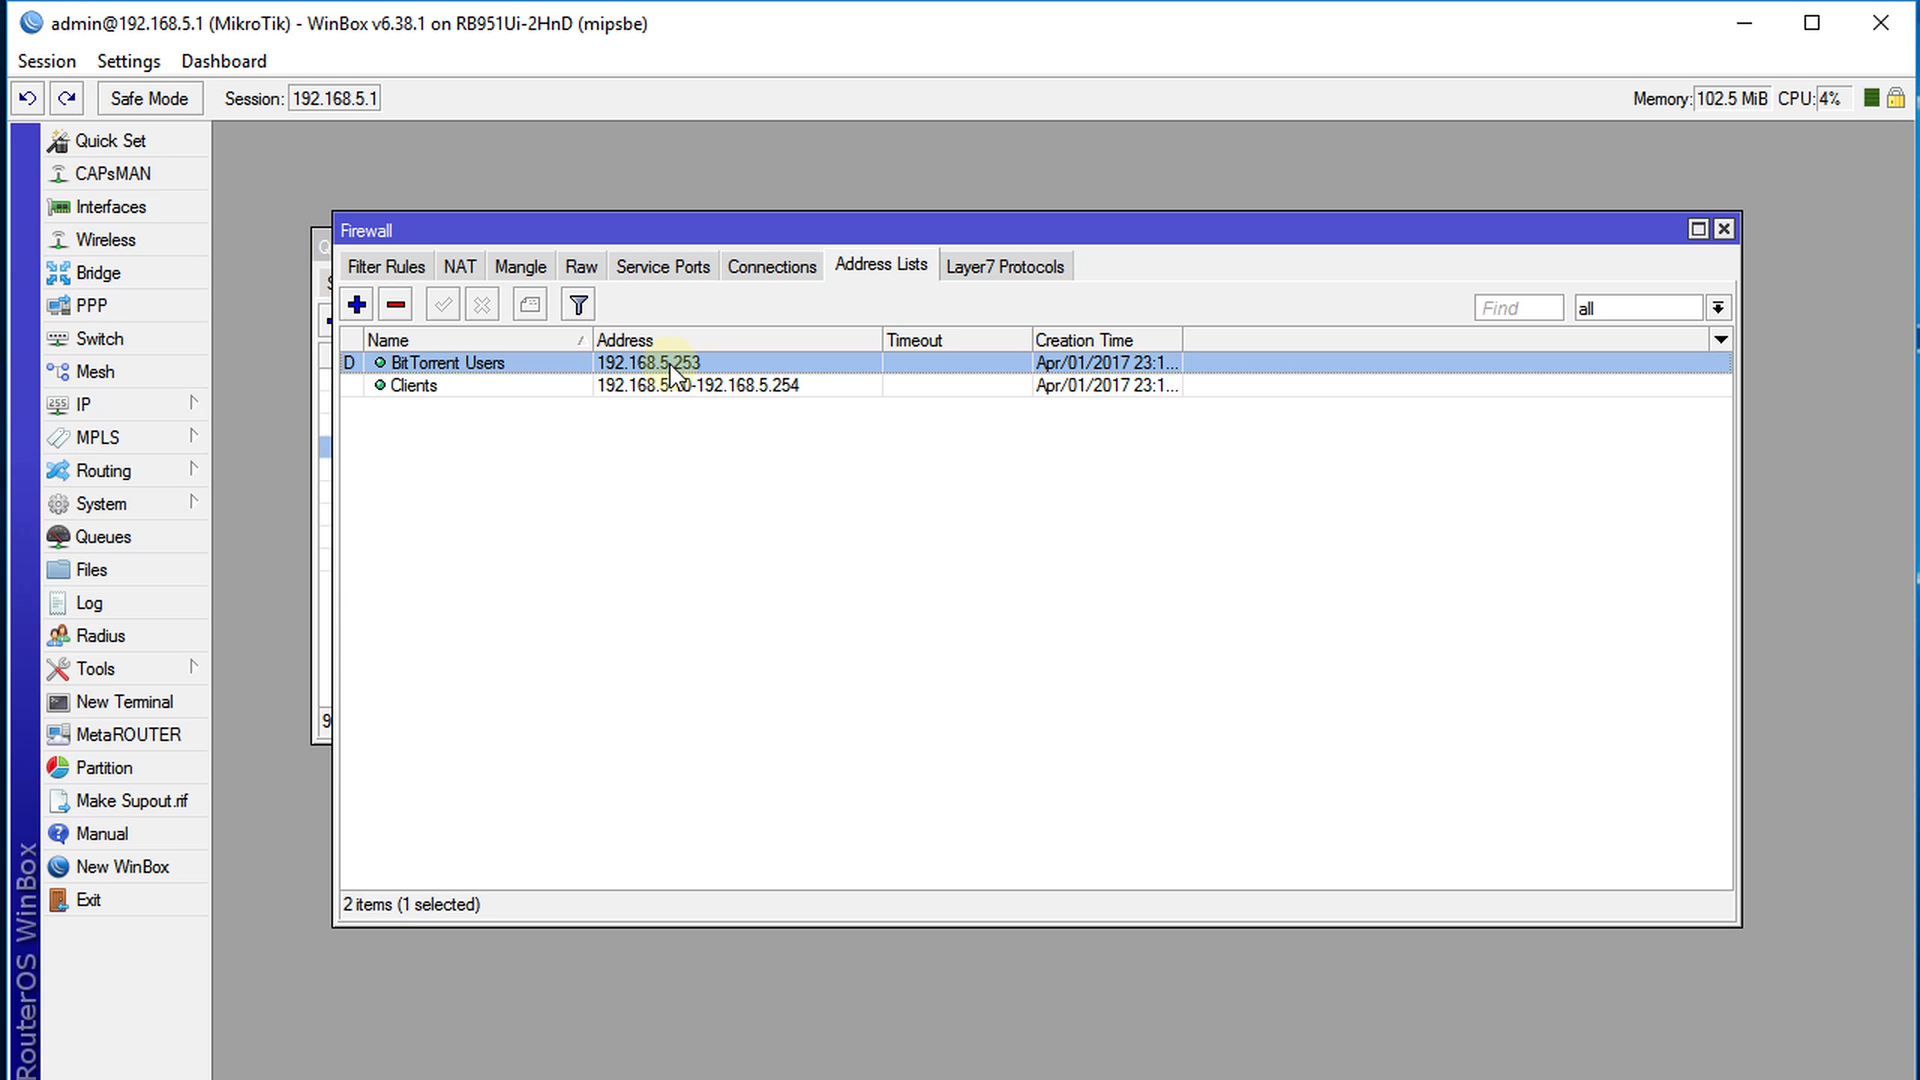 admin@192.168.5.1 (MikroTik) - WinBox v6.38.1 on RB951Ui-2HnD (mipsbe)
Session Settings Dashboard
Safe Mode Session: 192.168.5.1 Memory: 102.5 MiB CPU: 4%
Quick Set
CAPsMAN
Interfaces
Wireless
Bridge
PPP
Switch
Mesh
255 IP
MPLS
Routing
System
Queues
Files
Log
Radius
Tools
New Terminal
MetaROUTER
Partition
Make Supout.rif
Manual
New WinBox
Exit
RouterOS WinBox
Firewall
Filter Rules NAT Mangle Raw Service Ports Connections Address Lists Layer7 Protocols
Find all
Name Address Timeout Creation Time
D BitTorrent Users 192.168.5.253 Apr/01/2017 23:1...
Clients Apr/01/2017 23:1...
2 items (1 selected)
9